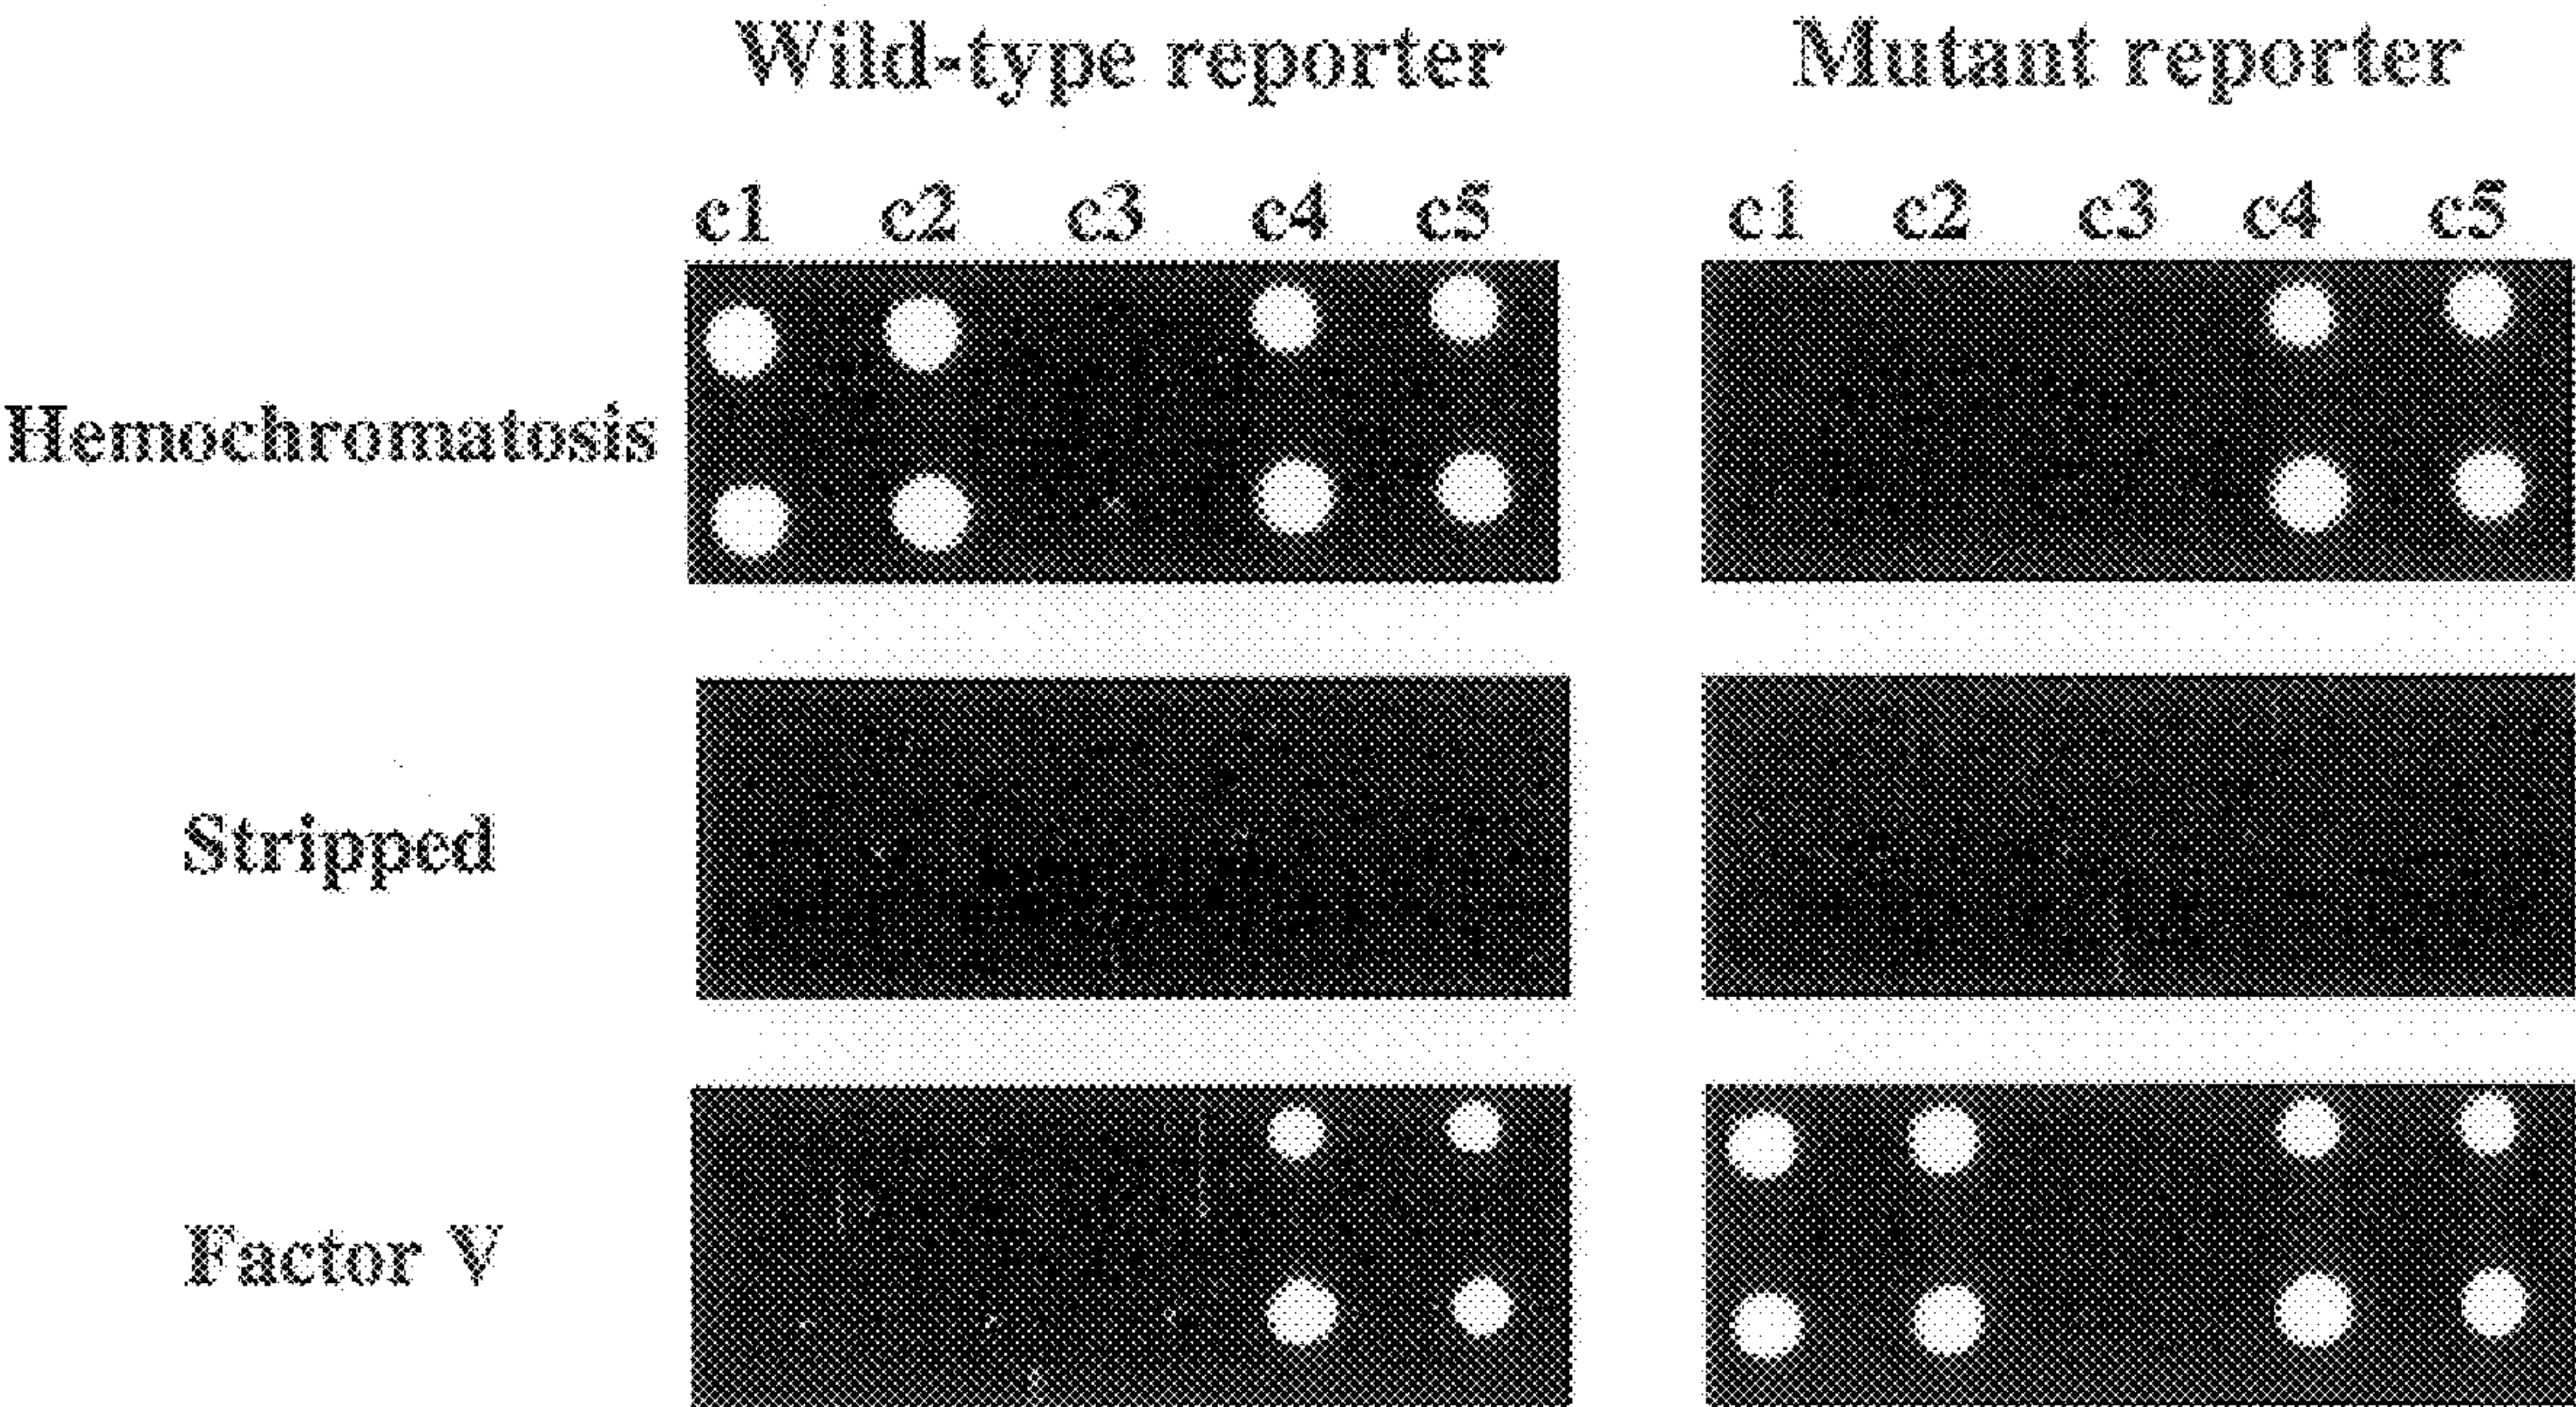 Wild-type reporter Mutant reporter
c1 c2 c3 c4 c5 c1 c2 c3 c4 c5
Hemochromatosis
Stripped
Factor V